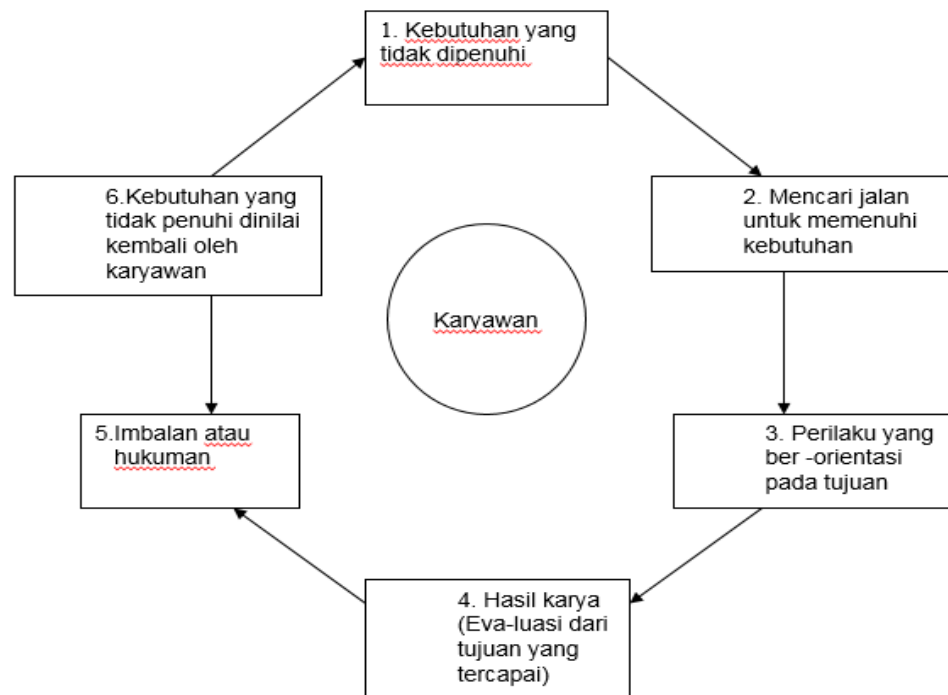 1. Kebutuhan yang
tidak dipenuhi
2. Mencari jalan
untuk memenuhi
kebutuhan
3. Perilaku yang
ber -orientasi
pada tujuan
4. Hasil karya
(Eva-luasi dari
tujuan yang
tercapai)
5.Imbalan atau
hukuman
6.Kebutuhan yang
tidak penuhi dinilai
kembali oleh
karyawan
Karyawan